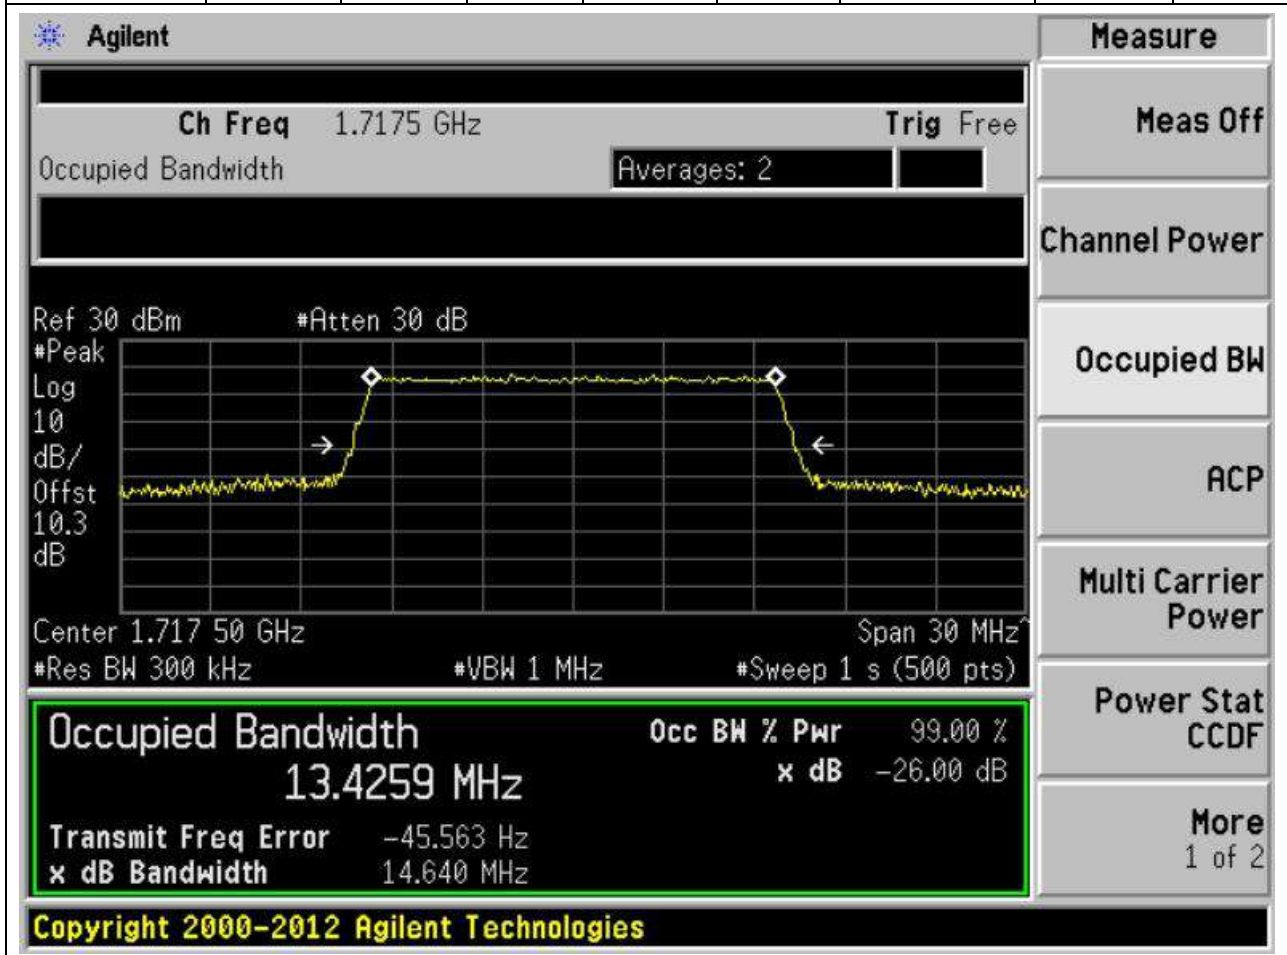 Agilent
Measure
Ch Freq 1.7175 GHz Trig Free
Meas Off
Occupied Bandwidth Averages: 2
Channel Power
Ref 30 dBm #Atten 30 dB
#Peak
Log
10
dB/
Offst
10.3
dB
Occupied BW
ACP
Center 1.717 50 GHz Span 30 MHz^
#Res BW 300 kHz #VBW 1 MHz #Sweep 1 s (500 pts)
Multi Carrier
Power
Occupied Bandwidth Occ BW % Pwr 99.00 %
13.4259 MHz x dB -26.00 dB
Transmit Freq Error -45.563 Hz
x dB Bandwidth 14.640 MHz
Power Stat
CCDF
More
1 of 2
Copyright 2000-2012 Agilent Technologies